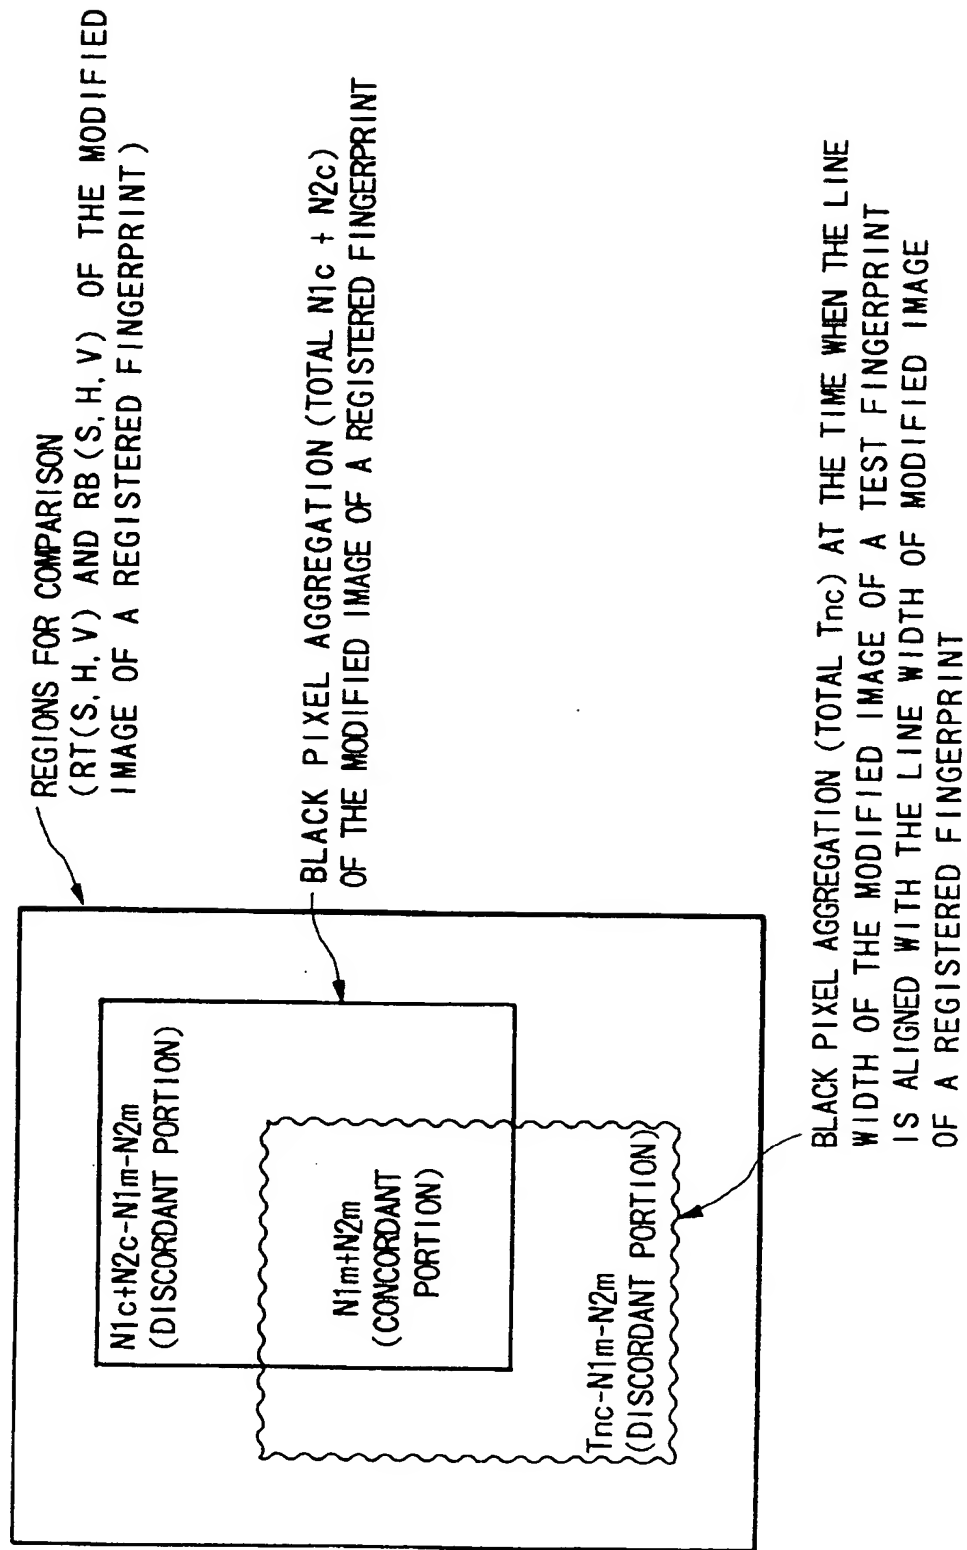 REGIONS FOR COMPARISON
(RT(S, H, V) AND RB(S, H, V) OF THE MODIFIED
IMAGE OF A REGISTERED FINGERPRINT)
BLACK PIXEL AGGREGATION (TOTAL N1c + N2c)
OF THE MODIFIED IMAGE OF A REGISTERED FINGERPRINT
N1c+N2c-N1m-N2m
(DISCORDANT PORTION)
N1m+N2m
(CONCORDANT
PORTION)
Tnc-N1m-N2m
(DISCORDANT PORTION)
BLACK PIXEL AGGREGATION (TOTAL Tnc) AT THE TIME WHEN THE LINE
WIDTH OF THE MODIFIED IMAGE OF A TEST FINGERPRINT
IS ALIGNED WITH THE LINE WIDTH OF MODIFIED IMAGE
OF A REGISTERED FINGERPRINT